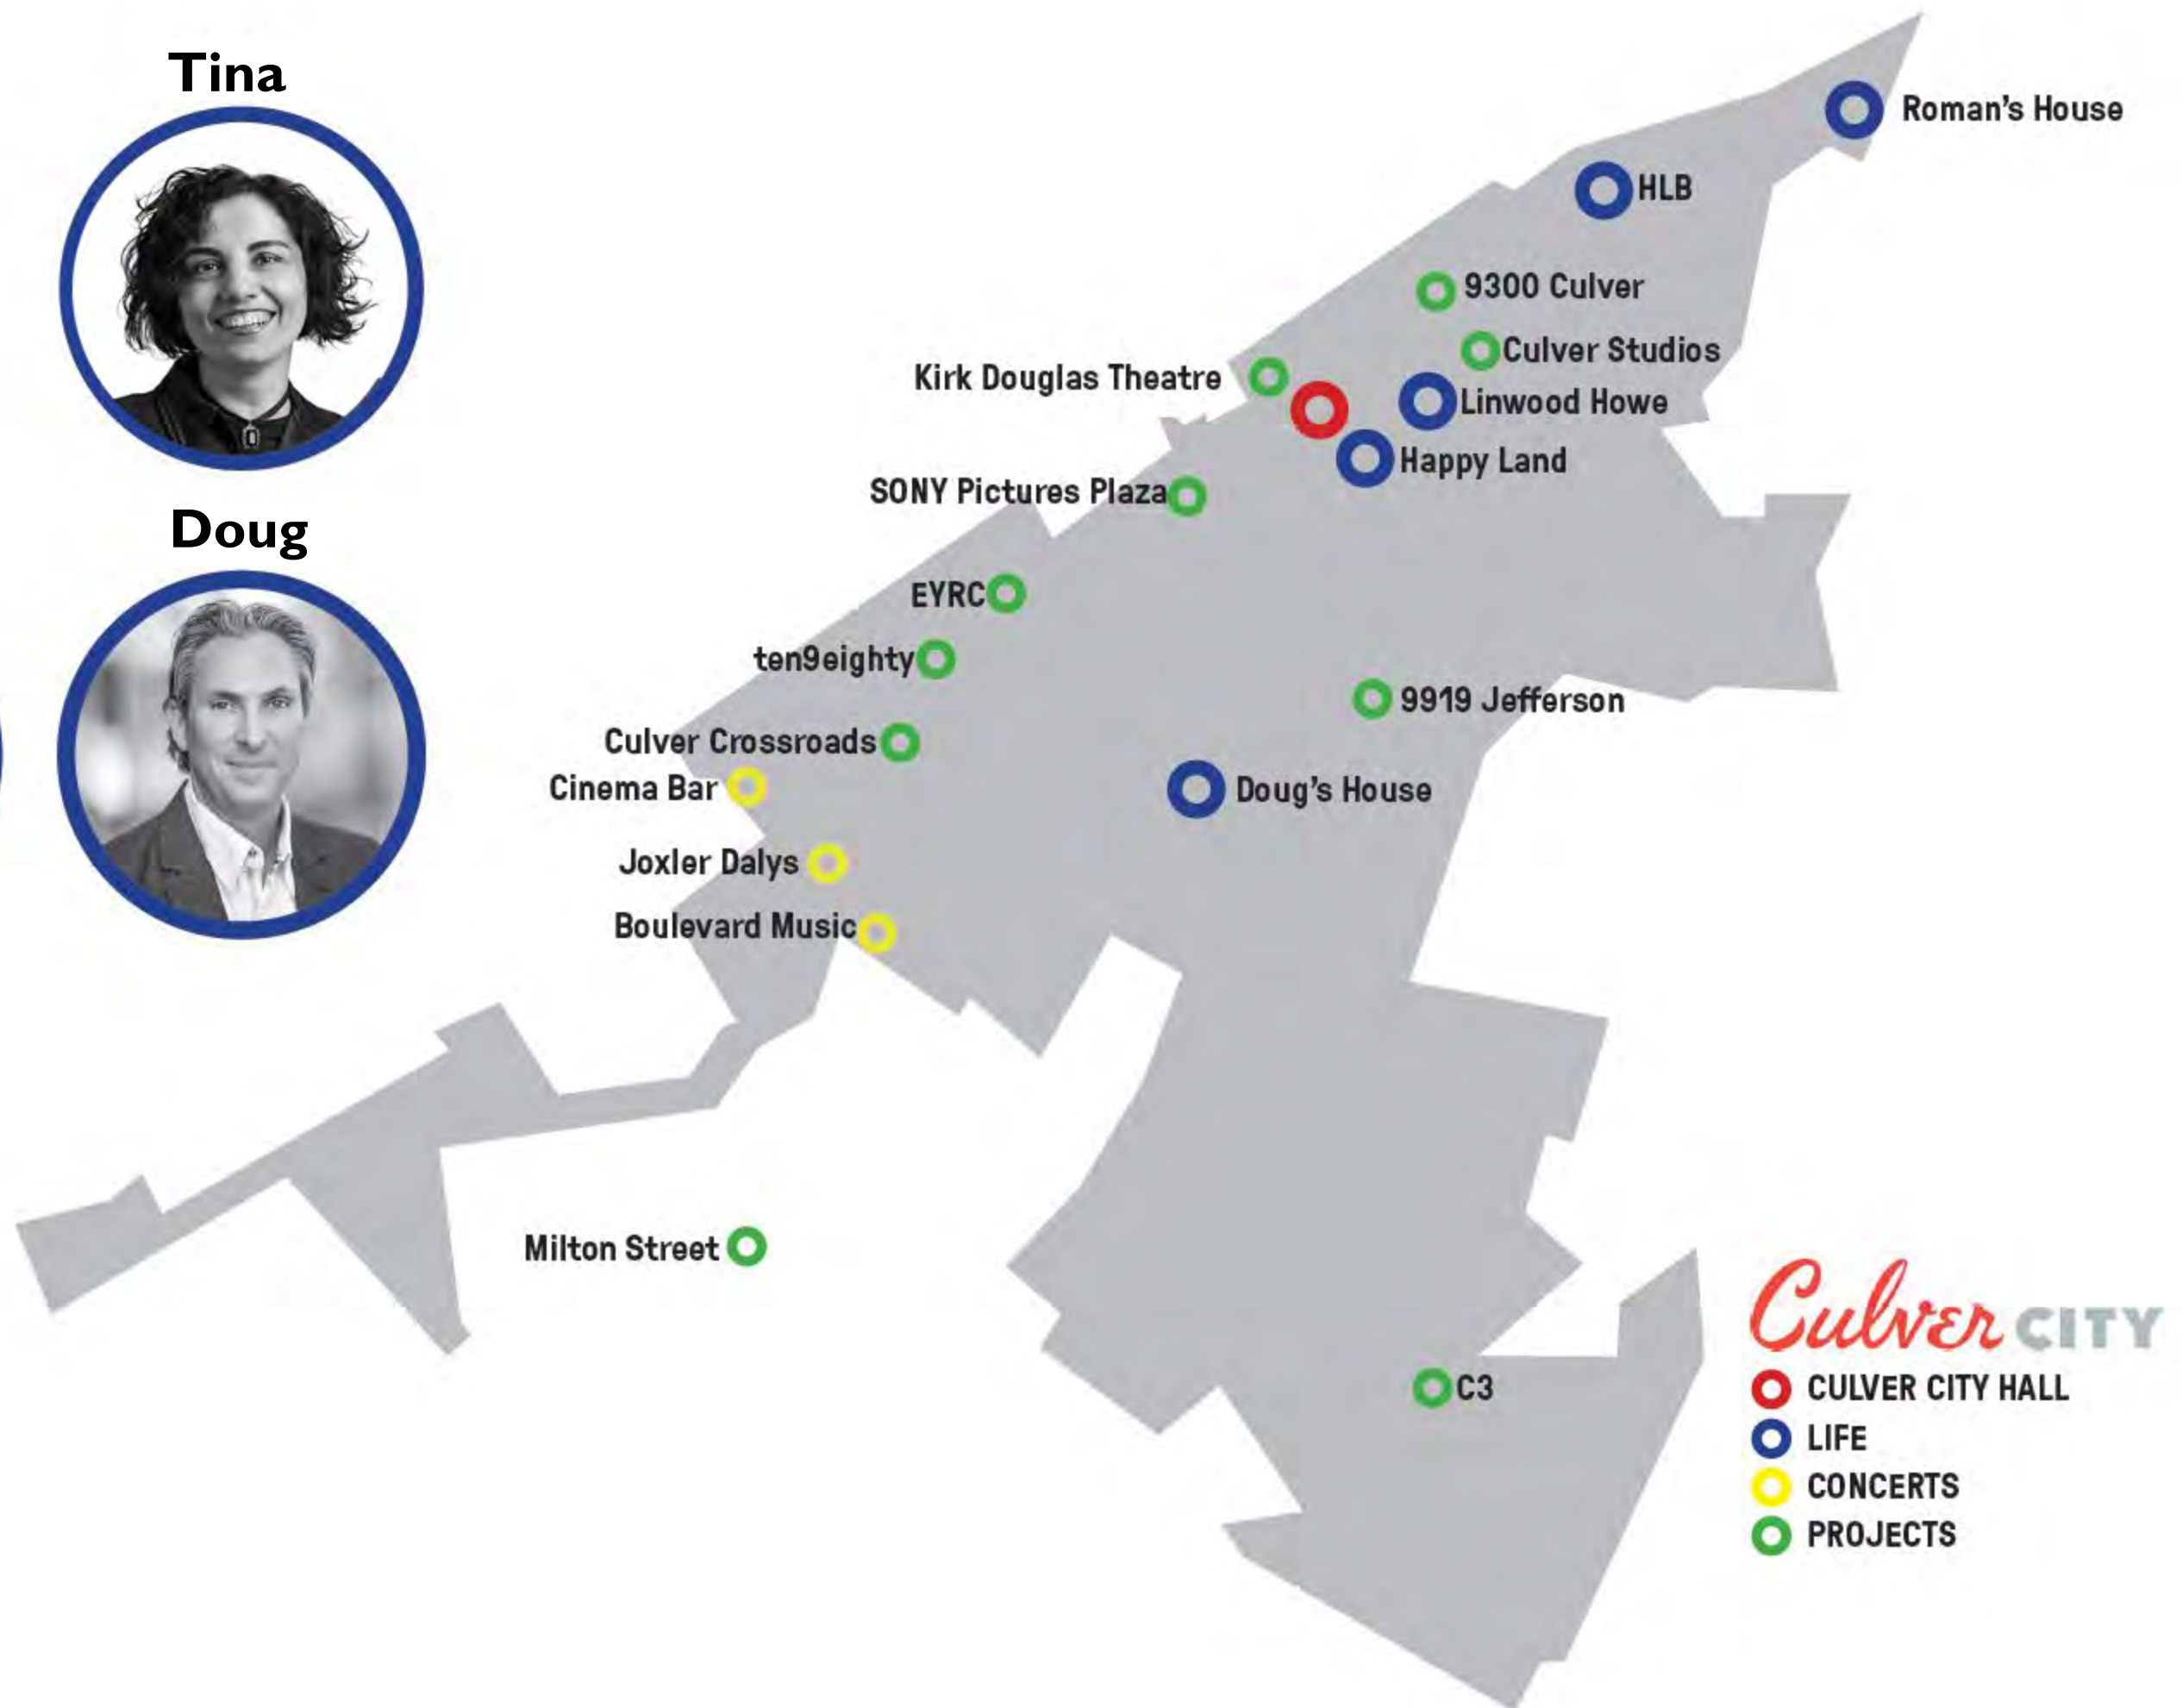 Tina
Doug
Roman's House
HLB
9300 Culver
Culver Studios
Kirk Douglas Theatre
Linwood Howe
Happy Land
SONY Pictures Plaza
EYRC
ten9eighty
9919 Jefferson
Culver Crossroads
Cinema Bar
Doug's House
Joxler Dalys
Boulevard Music
Milton Street
C3
Culver CITY
CULVER CITY HALL
LIFE
CONCERTS
PROJECTS